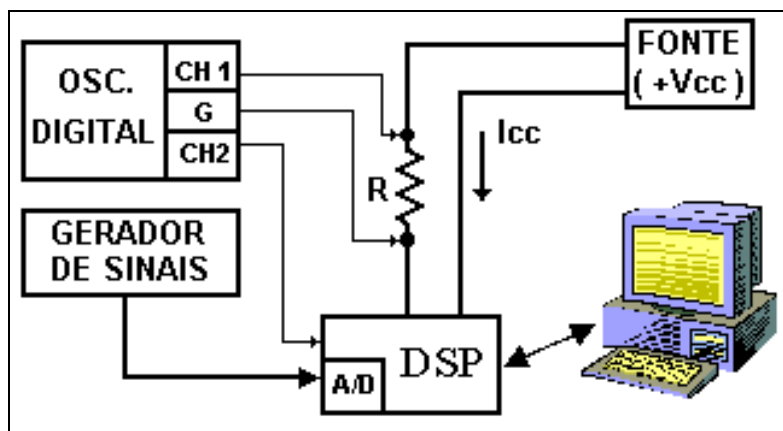 OSC.
DIGITAL
CH 1
G
CH2
GERADOR
DE SINAIS
R
FONTE
( +Vcc )
Icc
A/D
DSP